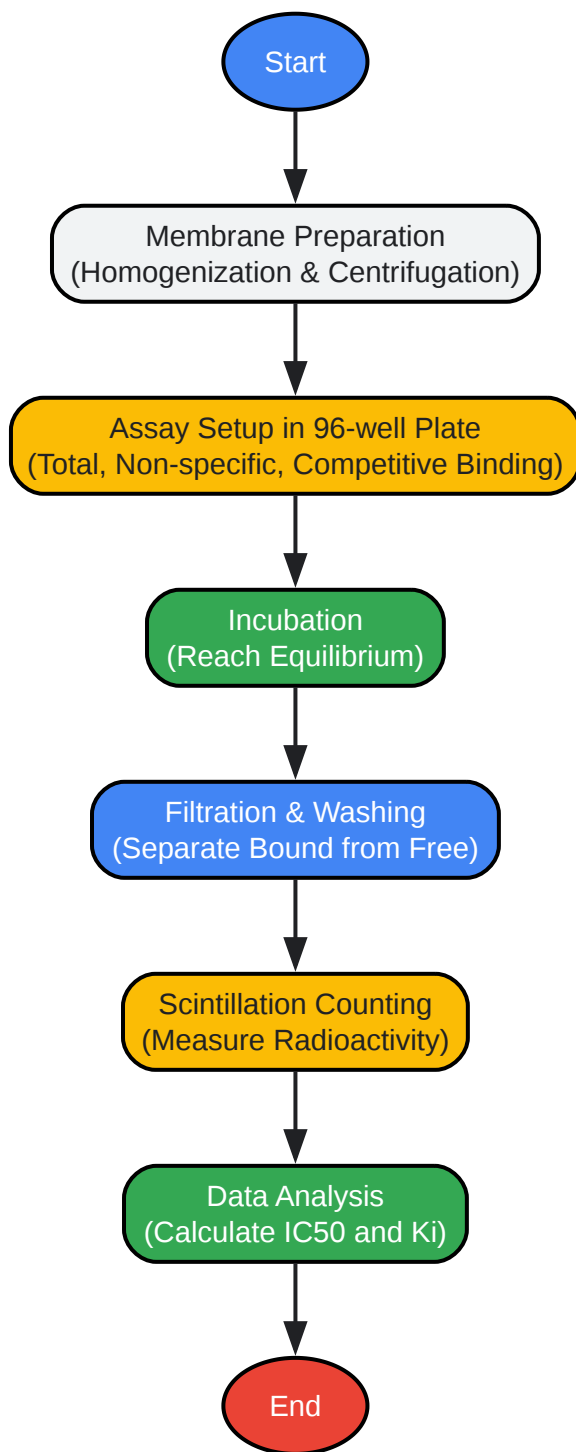 Start
Membrane Preparation
(Homogenization & Centrifugation)
Assay Setup in 96-well Plate
(Total, Non-specific, Competitive Binding)
Incubation
(Reach Equilibrium)
Filtration & Washing
(Separate Bound from Free)
Scintillation Counting
(Measure Radioactivity)
Data Analysis
(Calculate IC50 and Ki)
End